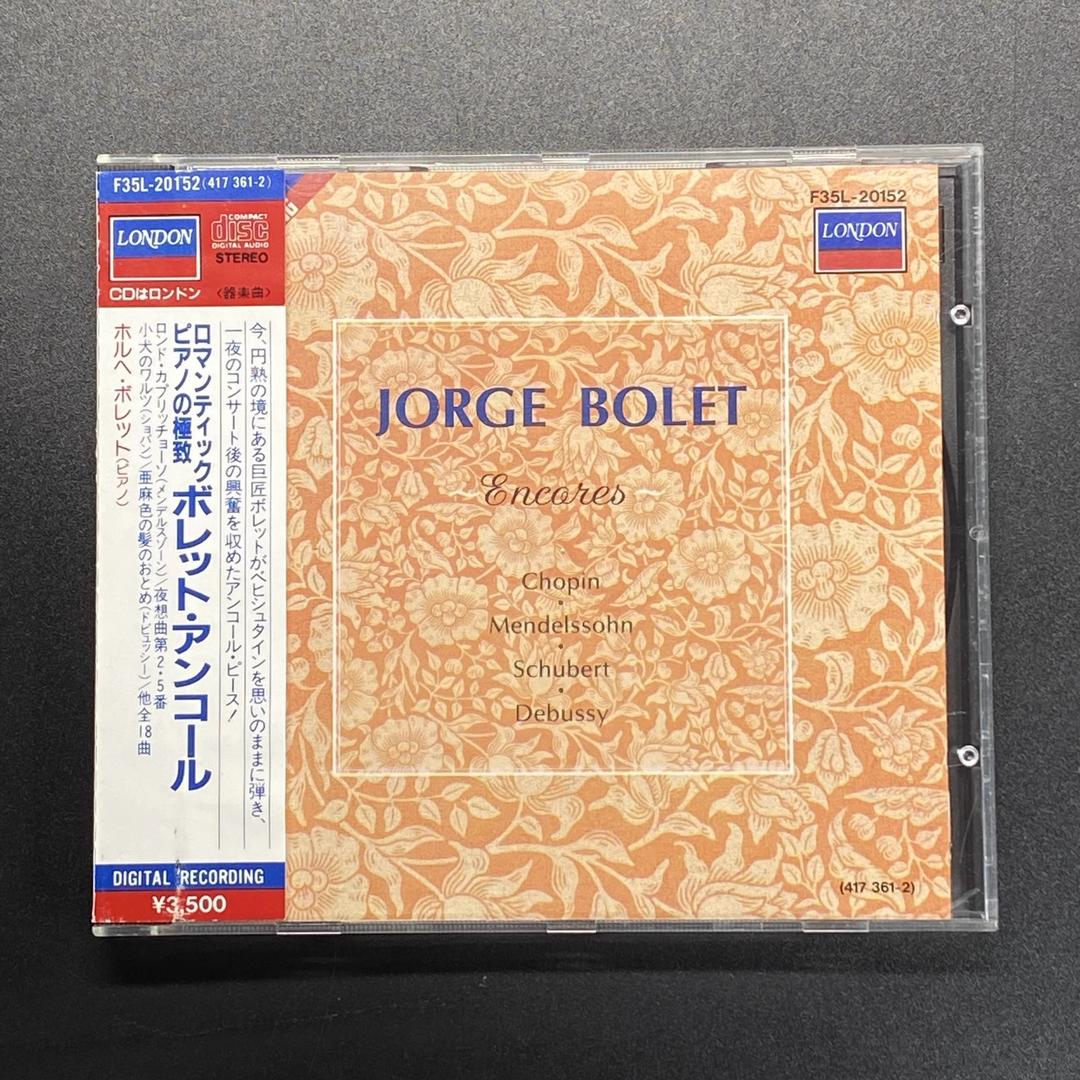 F35L-20152(417 361-2)
LONDON
COMPACT
disc
DIGITAL AUDIO
STEREO
CDはロンドン 〈器楽曲〉
今、円熟の境にある巨匠ボレットがベヒシュタインを思いのままに弾き、
一夜のコンサート後の興奮を収めたアンコール・ピース!
ロマンティック
ピアノの極致
ボレット・アンコール
ロンド・カプリッチョーソ(メンデルスゾーン)/夜想曲第2・5番
小犬のワルツ(ショパン)/亜麻色の髪のおとめ(ドビュッシー)/他全18曲
ホルヘ・ボレット(ピアノ)
DIGITAL RECORDING
¥3,500
F35L-20152
LONDON
JORGE BOLET
Encores
Chopin
·
Mendelssohn
·
Schubert
·
Debussy
(417 361-2)